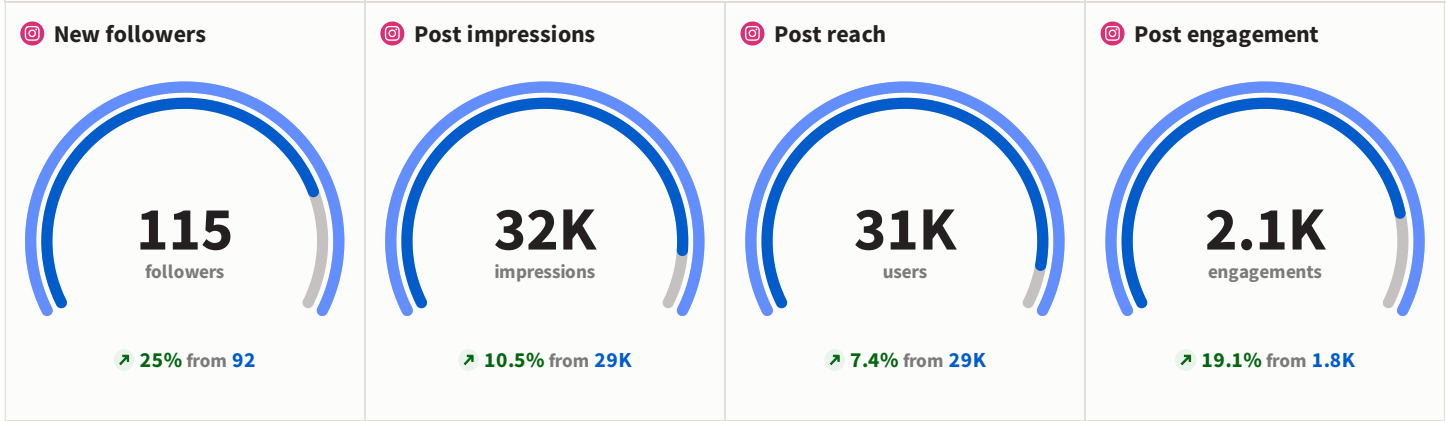 New followers
115
followers
25% from 92
Post impressions
32K
impressions
10.5% from 29K
Post reach
31K
users
7.4% from 29K
Post engagement
2.1K
engagements
19.1% from 1.8K